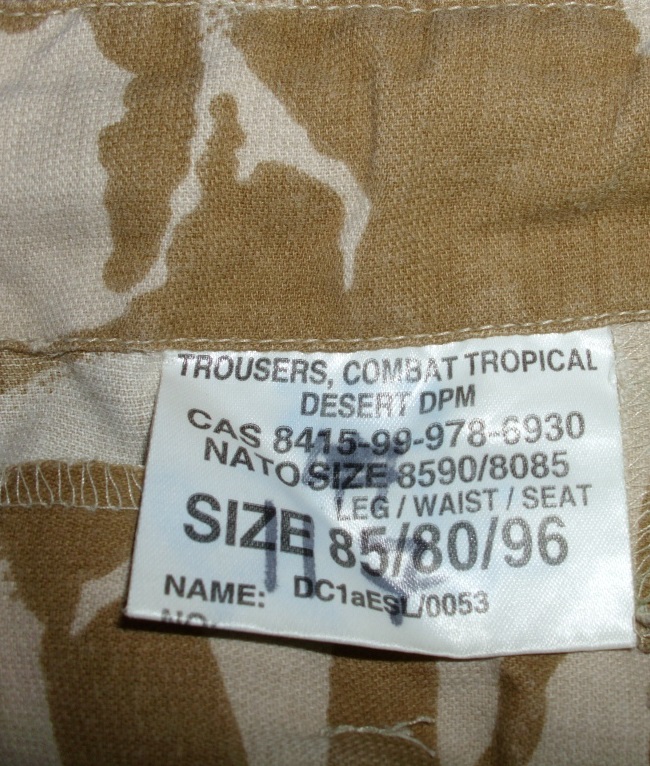 TROUSERS, COMBAT TROPICAL
DESERT DPM
CAS 8415-99-978-6930
NATO SIZE 8590/8085
LEG / WAIST / SEAT
SIZE 85/80/96
NAME: DC1aESL/0053
NO: